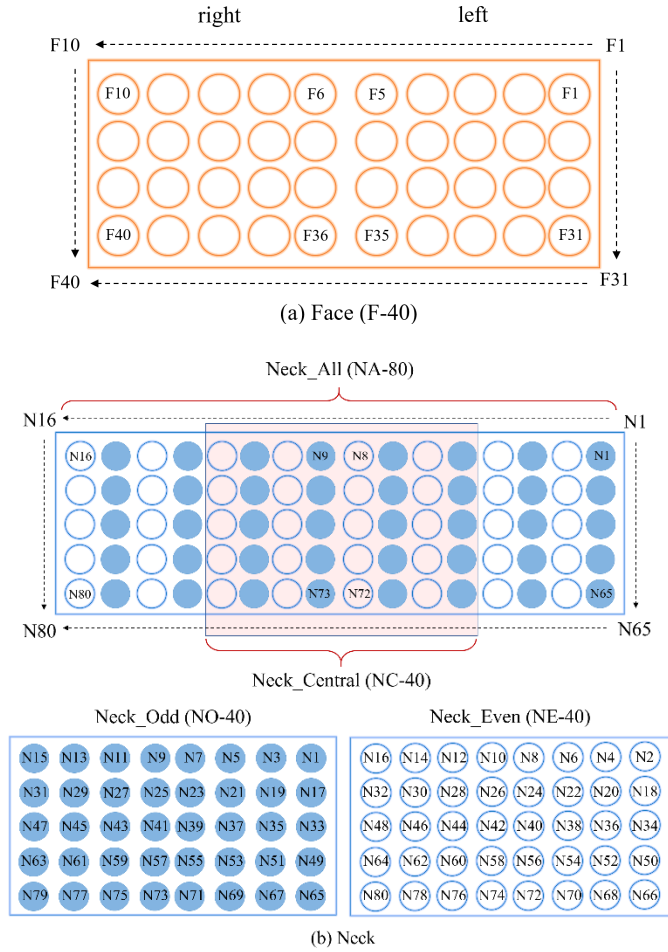 right left
F10 F1
F10 F6 F5 F1
F40 F36 F35 F31
F40 F31
(a) Face (F-40)
Neck_All (NA-80)
N16 N1
N16 N9 N8 N1
N80 N73 N72 N65
N80 N65
Neck_Central (NC-40)
Neck_Odd (NO-40)
N15 N13 N11 N9 N7 N5 N3 N1
N31 N29 N27 N25 N23 N21 N19 N17
N47 N45 N43 N41 N39 N37 N35 N33
N63 N61 N59 N57 N55 N53 N51 N49
N79 N77 N75 N73 N71 N69 N67 N65
Neck_Even (NE-40)
N16 N14 N12 N10 N8 N6 N4 N2
N32 N30 N28 N26 N24 N22 N20 N18
N48 N46 N44 N42 N40 N38 N36 N34
N64 N62 N60 N58 N56 N54 N52 N50
N80 N78 N76 N74 N72 N70 N68 N66
(b) Neck